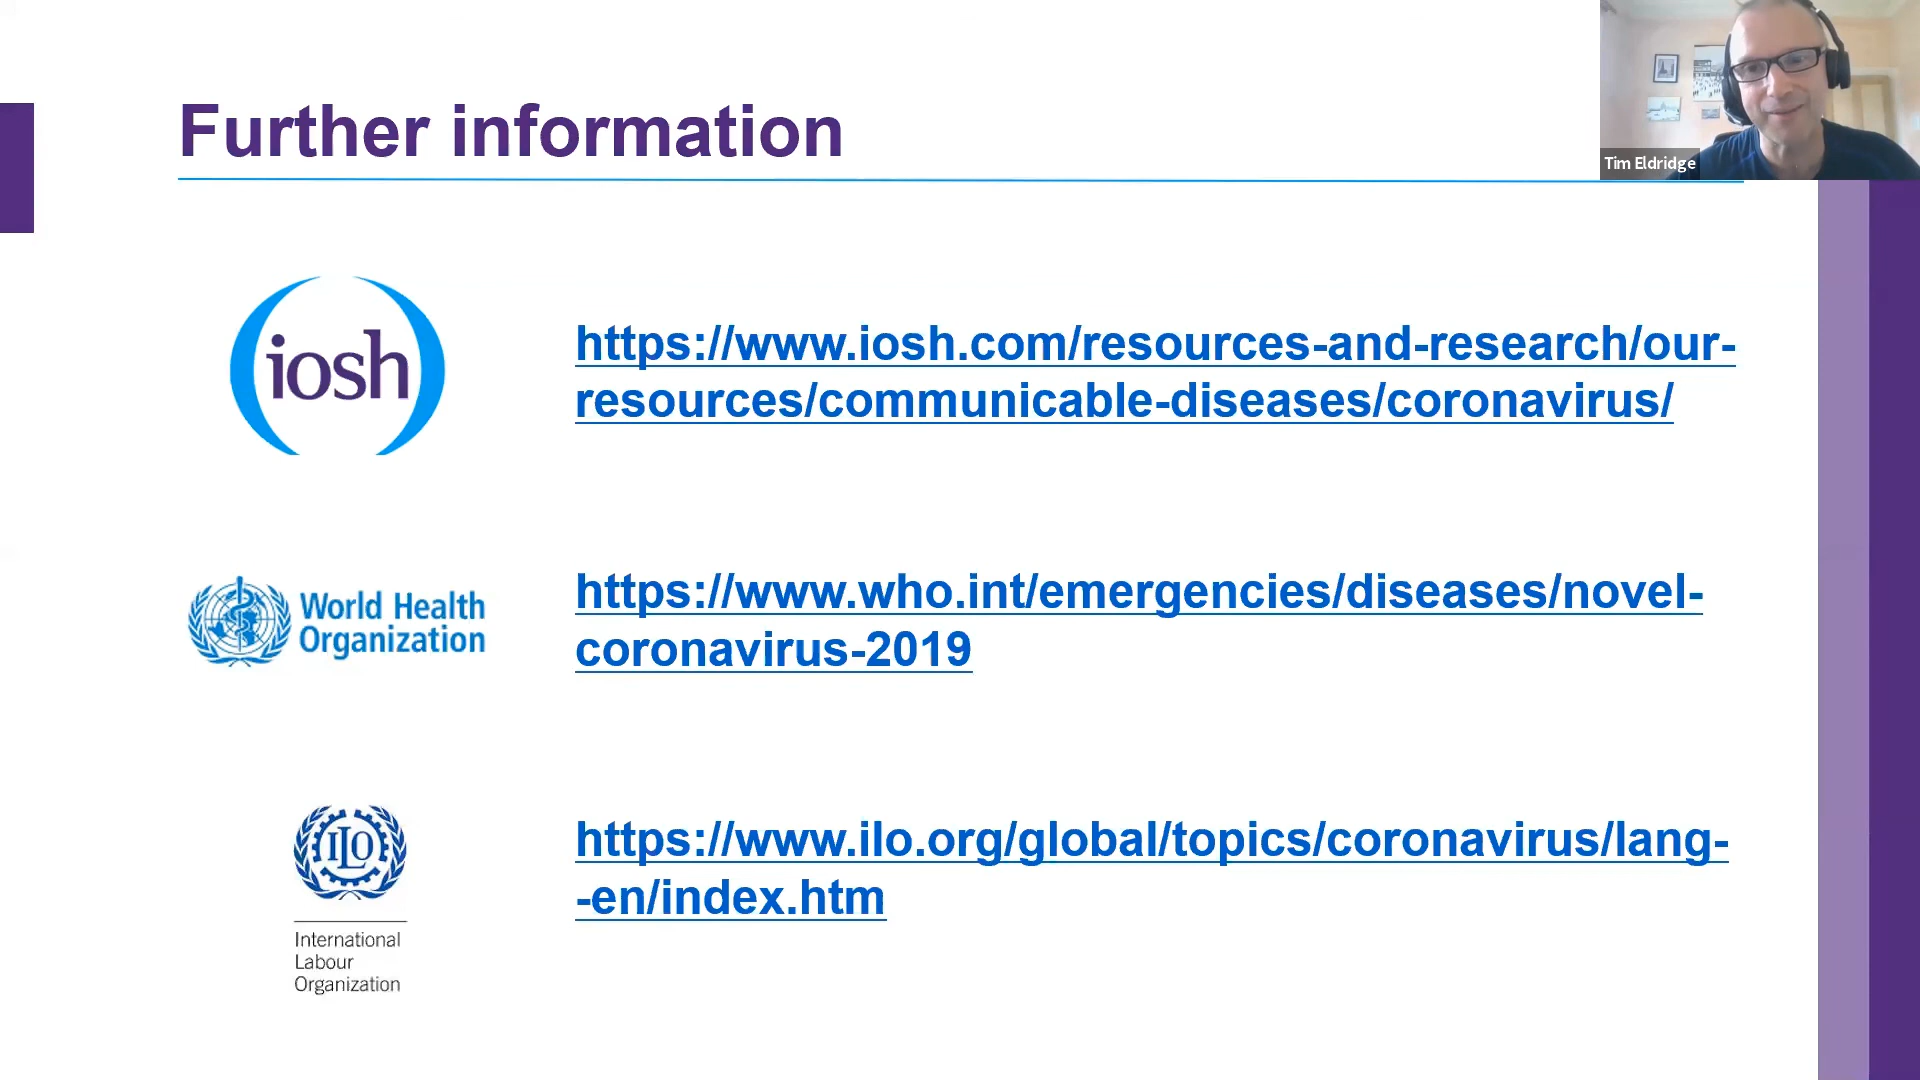 Further information
Tim Eldridge
iosh
https://www.iosh.com/resources-and-research/our-
resources/communicable-diseases/coronavirus/
World Health
Organization
https://www.who.int/emergencies/diseases/novel-
coronavirus-2019
ILO
International
Labour
Organization
https://www.ilo.org/global/topics/coronavirus/lang-
-en/index.htm